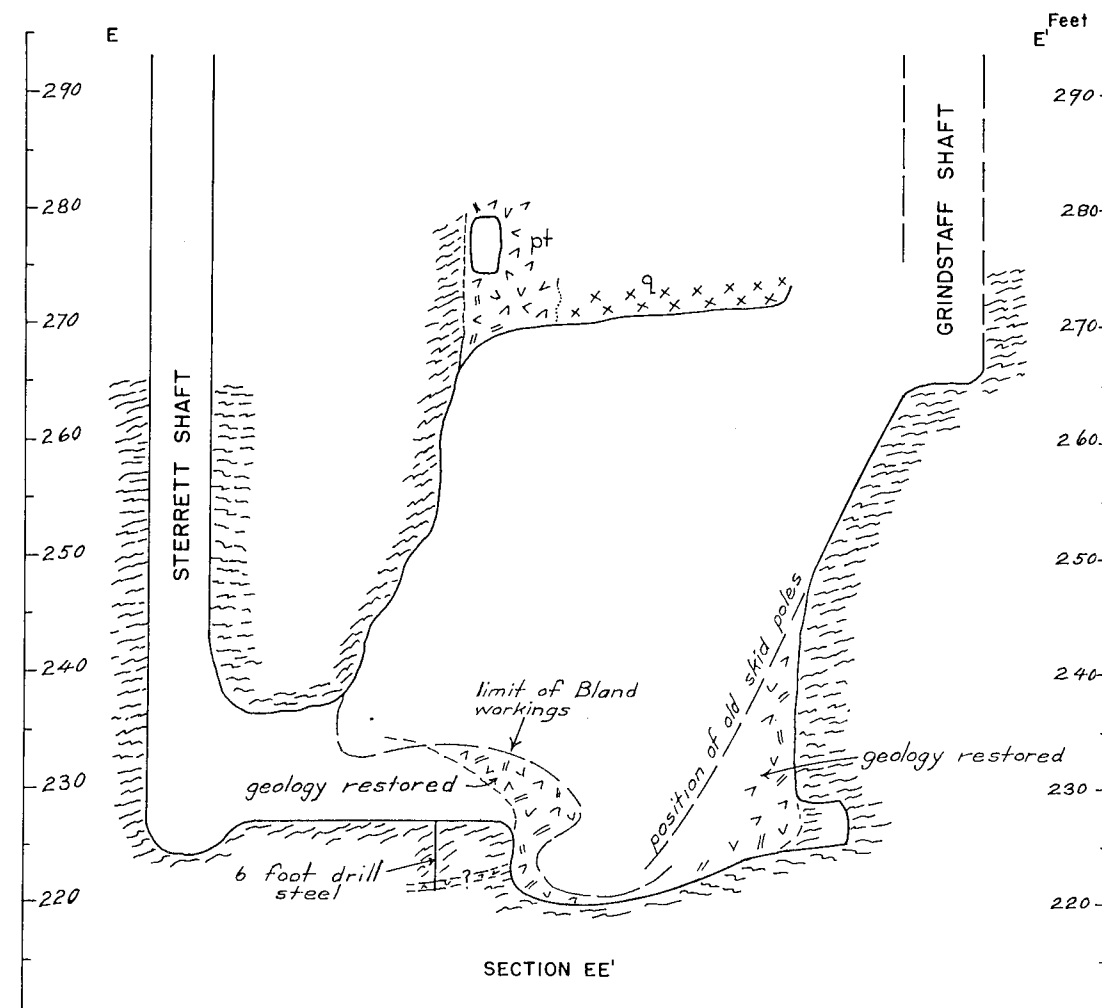 E
Feet
E'
290
290
280
280
pt
q
GRINDSTAFF SHAFT
270
270
STERRETT SHAFT
260
260
250
250
240
240
limit of Bland
workings
position of old skid poles
geology restored
geology restored
230
230
6 foot drill
steel
?
220
220
SECTION EE'